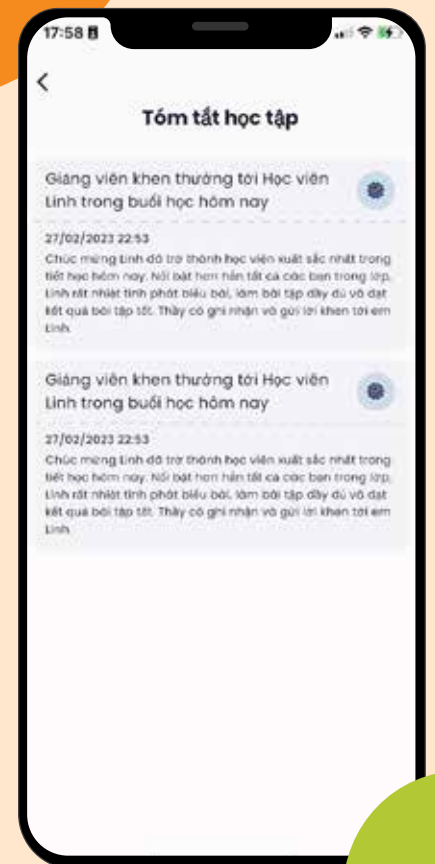 17:58
Tóm tắt học tập
Giảng viên khen thưởng tới Học viên
Linh trong buổi học hôm nay
27/02/2023 22:53
Chúc mừng Linh đã trở thành học viên xuất sắc nhất trong
tiết học hôm nay. Nổi bật hơn hẳn tất cả các bạn trong lớp,
Linh rất nhiệt tình phát biểu bài, làm bài tập đầy đủ và đạt
kết quả bài tập tốt. Thầy cô ghi nhận và gửi lời khen tới em
Linh.
Giảng viên khen thưởng tới Học viên
Linh trong buổi học hôm nay
27/02/2023 22:53
Chúc mừng Linh đã trở thành học viên xuất sắc nhất trong
tiết học hôm nay. Nổi bật hơn hẳn tất cả các bạn trong lớp,
Linh rất nhiệt tình phát biểu bài, làm bài tập đầy đủ và đạt
kết quả bài tập tốt. Thầy cô ghi nhận và gửi lời khen tới em
Linh.